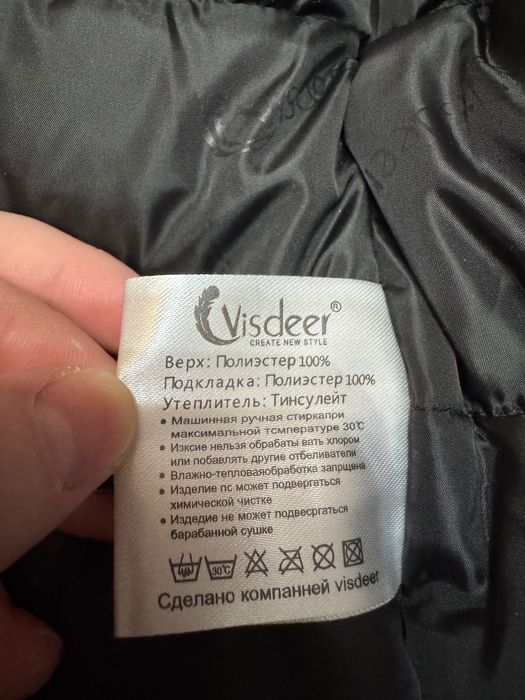 Visdeer®
CREATE NEW STYLE
Верх: Полиэстер 100%
Подкладка: Полиэстер 100%
Утеплитель: Тинсулейт
• Машинная ручная стиркапри
максимальной тсмпературе 30℃
• Изксие нельзя обрабаты вать хлором
или побавлять другие отбеливатели
• Влажно-тепловаяобработка запрщена
• Изделие пс может подвергаться
химической чистке
• Издедие не может подвесргаться
барабанной сушке
30℃
Сделано компанней visdeer